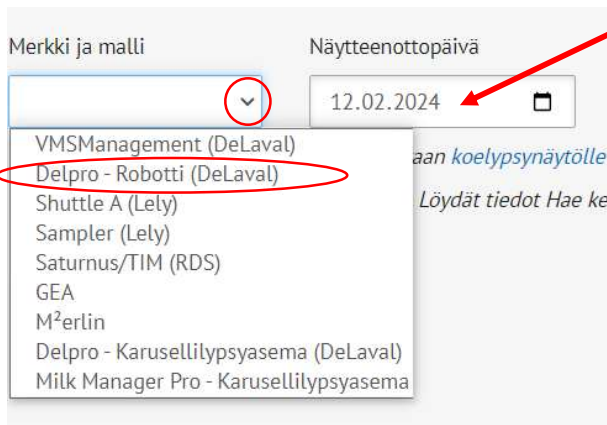 Merkki ja malli
Näytteenottopäivä
12.02.2024
VMSManagement (DeLaval)
Delpro - Robotti (DeLaval)
Shuttle A (Lely)
Sampler (Lely)
Saturnus/TIM (RDS)
GEA
M²erlin
Delpro - Karusellilypsyasema (DeLaval)
Milk Manager Pro - Karusellilypsyasema
aan koelypsynäytölle
Löydät tiedot Hae ke